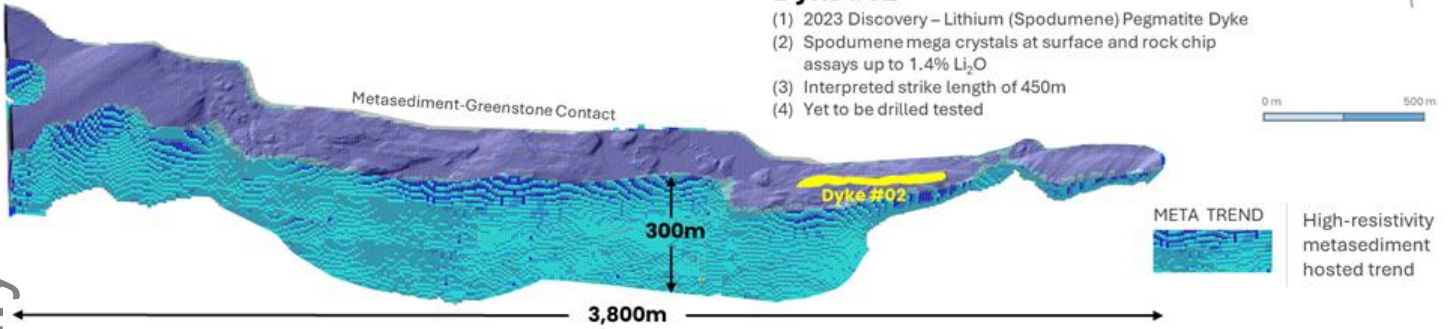 (1) 2023 Discovery – Lithium (Spodumene) Pegmatite Dyke
(2) Spodumene mega crystals at surface and rock chip
assays up to 1.4% Li₂O
(3) Interpreted strike length of 450m
(4) Yet to be drilled tested
Metasediment-Greenstone Contact
0 m 500 m
Dyke #02
300m
META TREND
High-resistivity
metasediment
hosted trend
3,800m